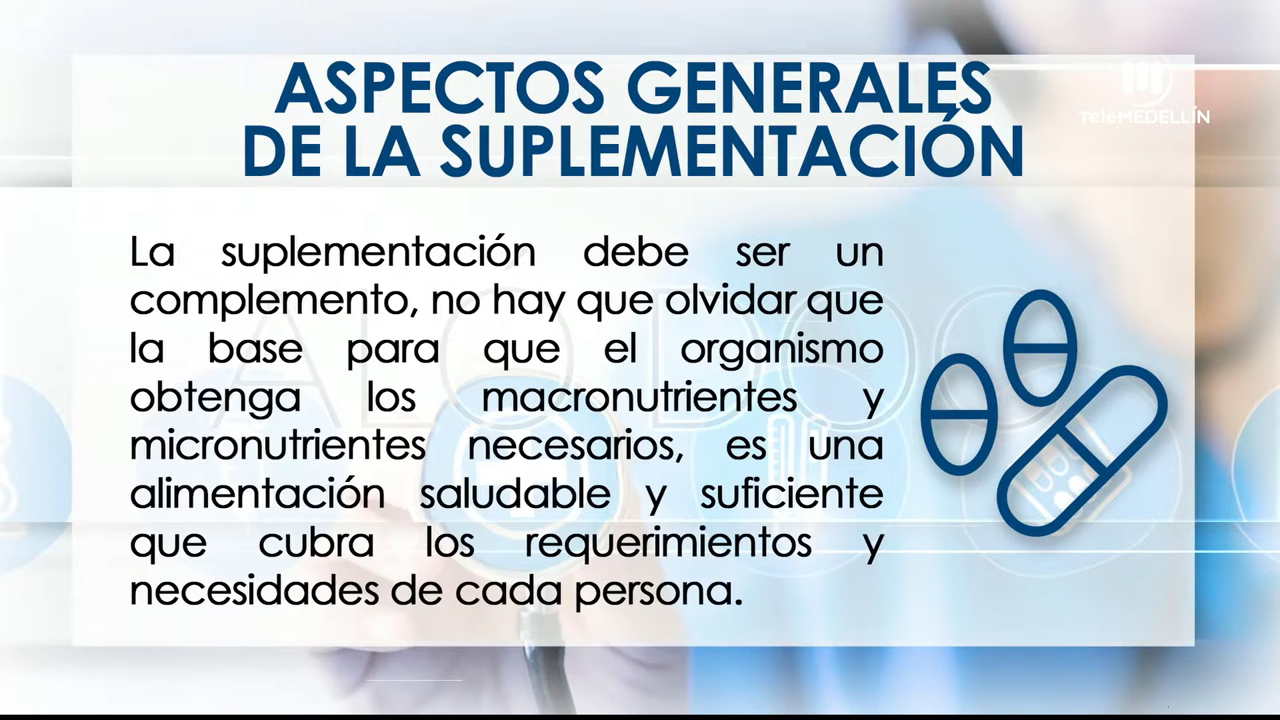 ASPECTOS GENERALES
DE LA SUPLEMENTACIÓN
TeleMEDELLÍN
La suplementación debe ser un
complemento, no hay que olvidar que
la base para que el organismo
obtenga los macronutrientes y
micronutrientes necesarios, es una
alimentación saludable y suficiente
que cubra los requerimientos y
necesidades de cada persona.
ALÓ DOC